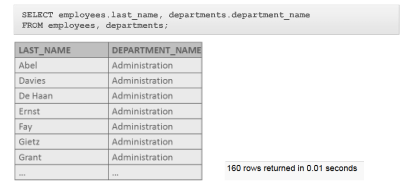 SELECT employees.last_name, departments.department_name
FROM employees, departments;
LAST_NAME DEPARTMENT_NAME
Abel Administration
Davies Administration
De Haan Administration
Ernst Administration
Fay Administration
Gietz Administration
Grant Administration
... ...
160 rows returned in 0.01 seconds